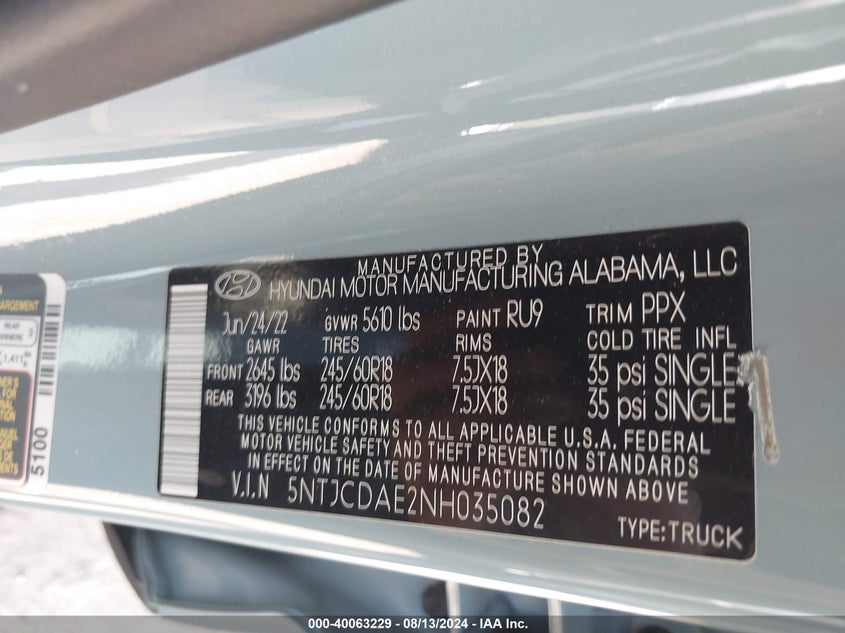 MANUFACTURED BY
HYUNDAI MOTOR MANUFACTURING ALABAMA, LLC
Jun/24/22 GVWR 5610 lbs PAINT RU9 TRIM PPX
GAWR TIRES RIMS COLD TIRE INFL
FRONT 2645 lbs 245/60R18 7.5JX18 35 psi SINGLE
REAR 3196 lbs 245/60R18 7.5JX18 35 psi SINGLE
THIS VEHICLE CONFORMS TO ALL APPLICABLE U.S.A. FEDERAL
MOTOR VEHICLE SAFETY AND THEFT PREVENTION STANDARDS
IN EFFECT ON THE DATE OF MANUFACTURE SHOWN ABOVE
V.I.N 5NTJCDAE2NH035082
TYPE:TRUCK
REAR
5100
000-40063229 - 08/13/2024 - IAA Inc.